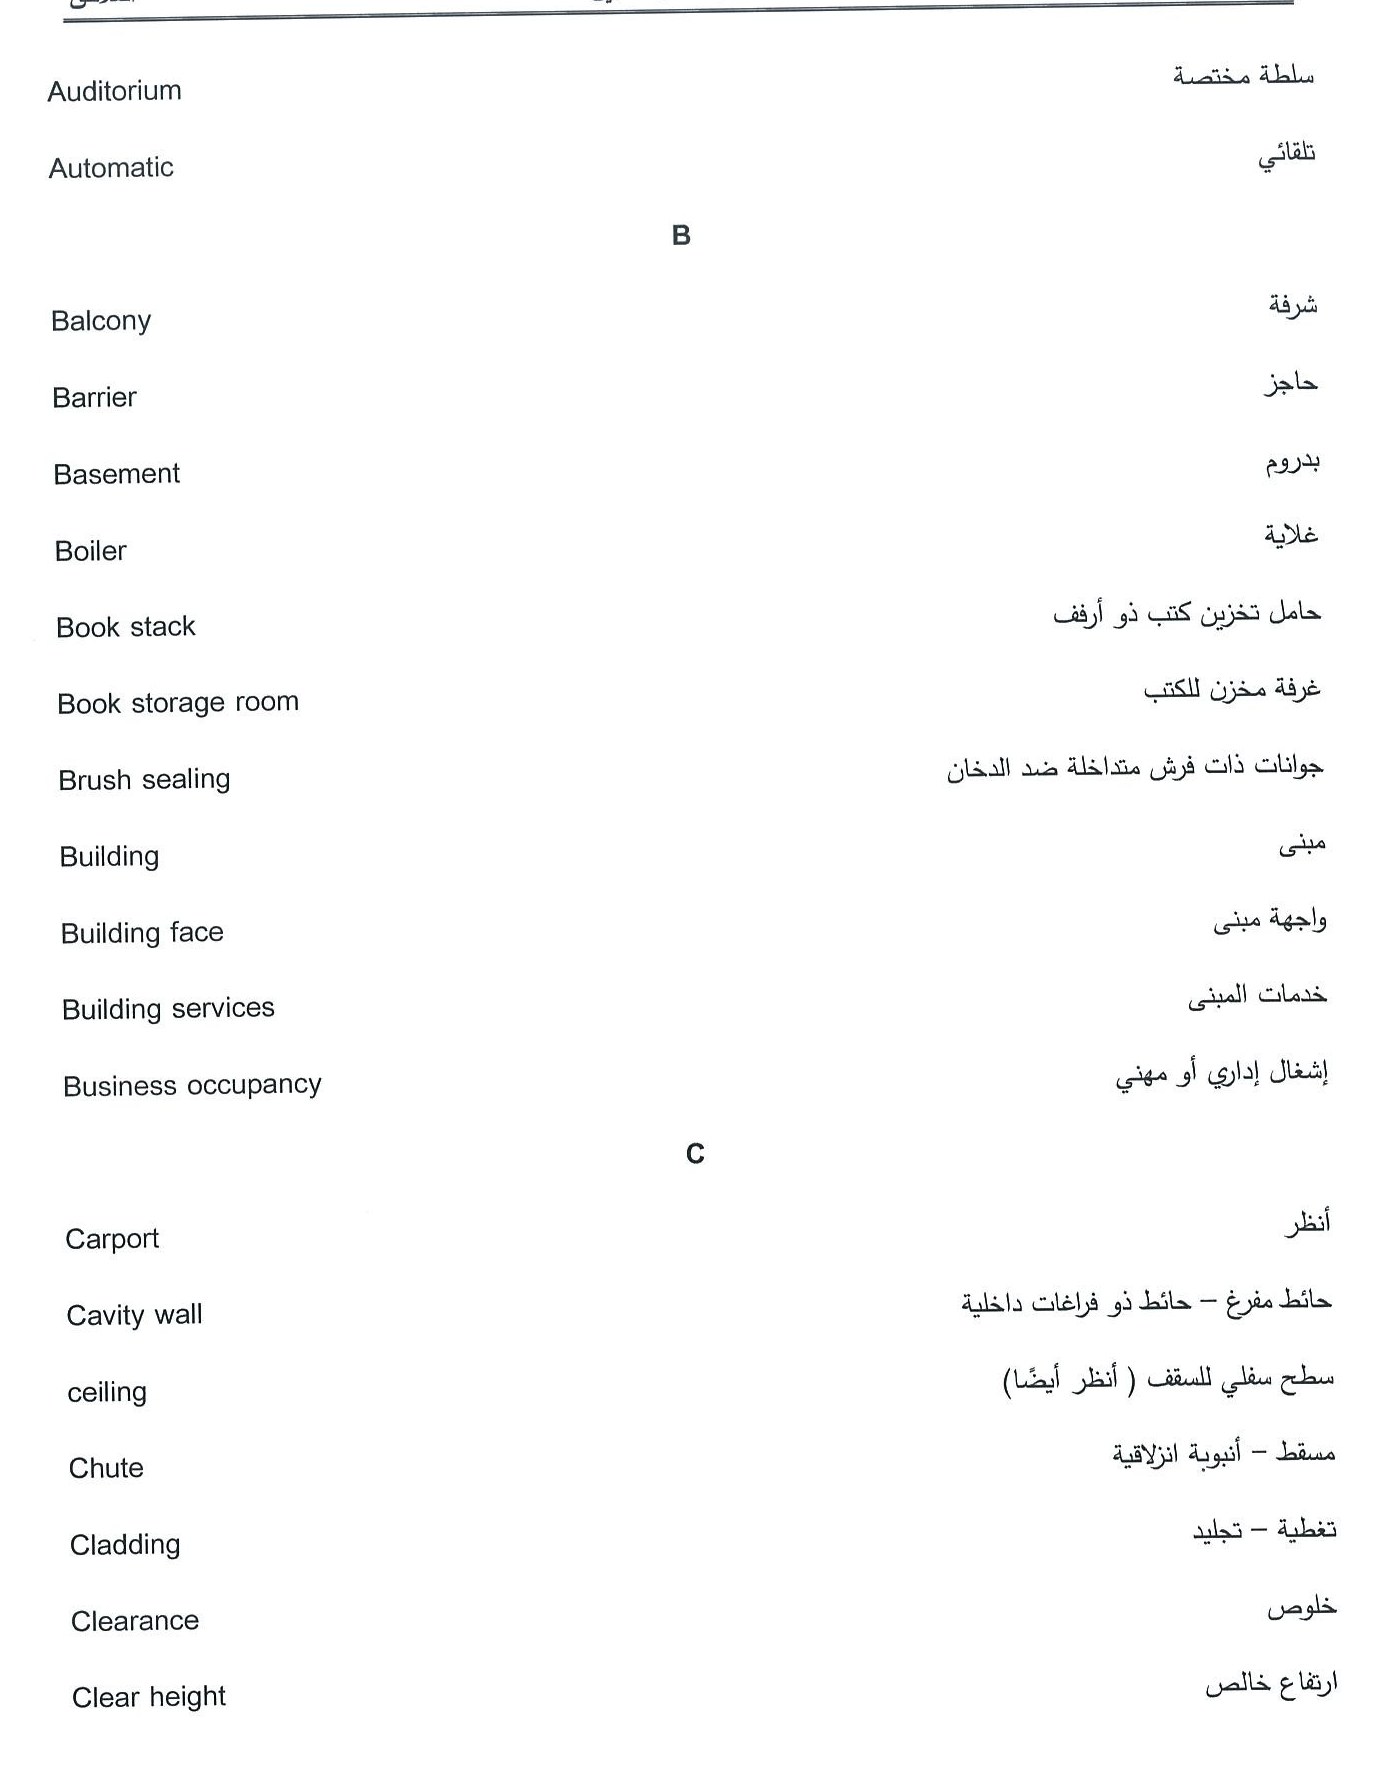 Auditorium سلطة مختصة
Automatic تلقائي
B
Balcony شرفة
Barrier حاجز
Basement بدروم
Boiler غلاية
Book stack حامل تخزين كتب ذو أرفف
Book storage room غرفة مخزن للكتب
Brush sealing جوانات ذات فرش متداخلة ضد الدخان
Building مبنى
Building face واجهة مبنى
Building services خدمات المبنى
Business occupancy إشغال إداري أو مهني
C
Carport أنظر
Cavity wall حائط مفرغ – حائط ذو فراغات داخلية
ceiling سطح سفلي للسقف ( أنظر أيضًا)
Chute مسقط – أنبوبة انزلاقية
Cladding تغطية – تجليد
Clearance خلوص
Clear height ارتفاع خالص